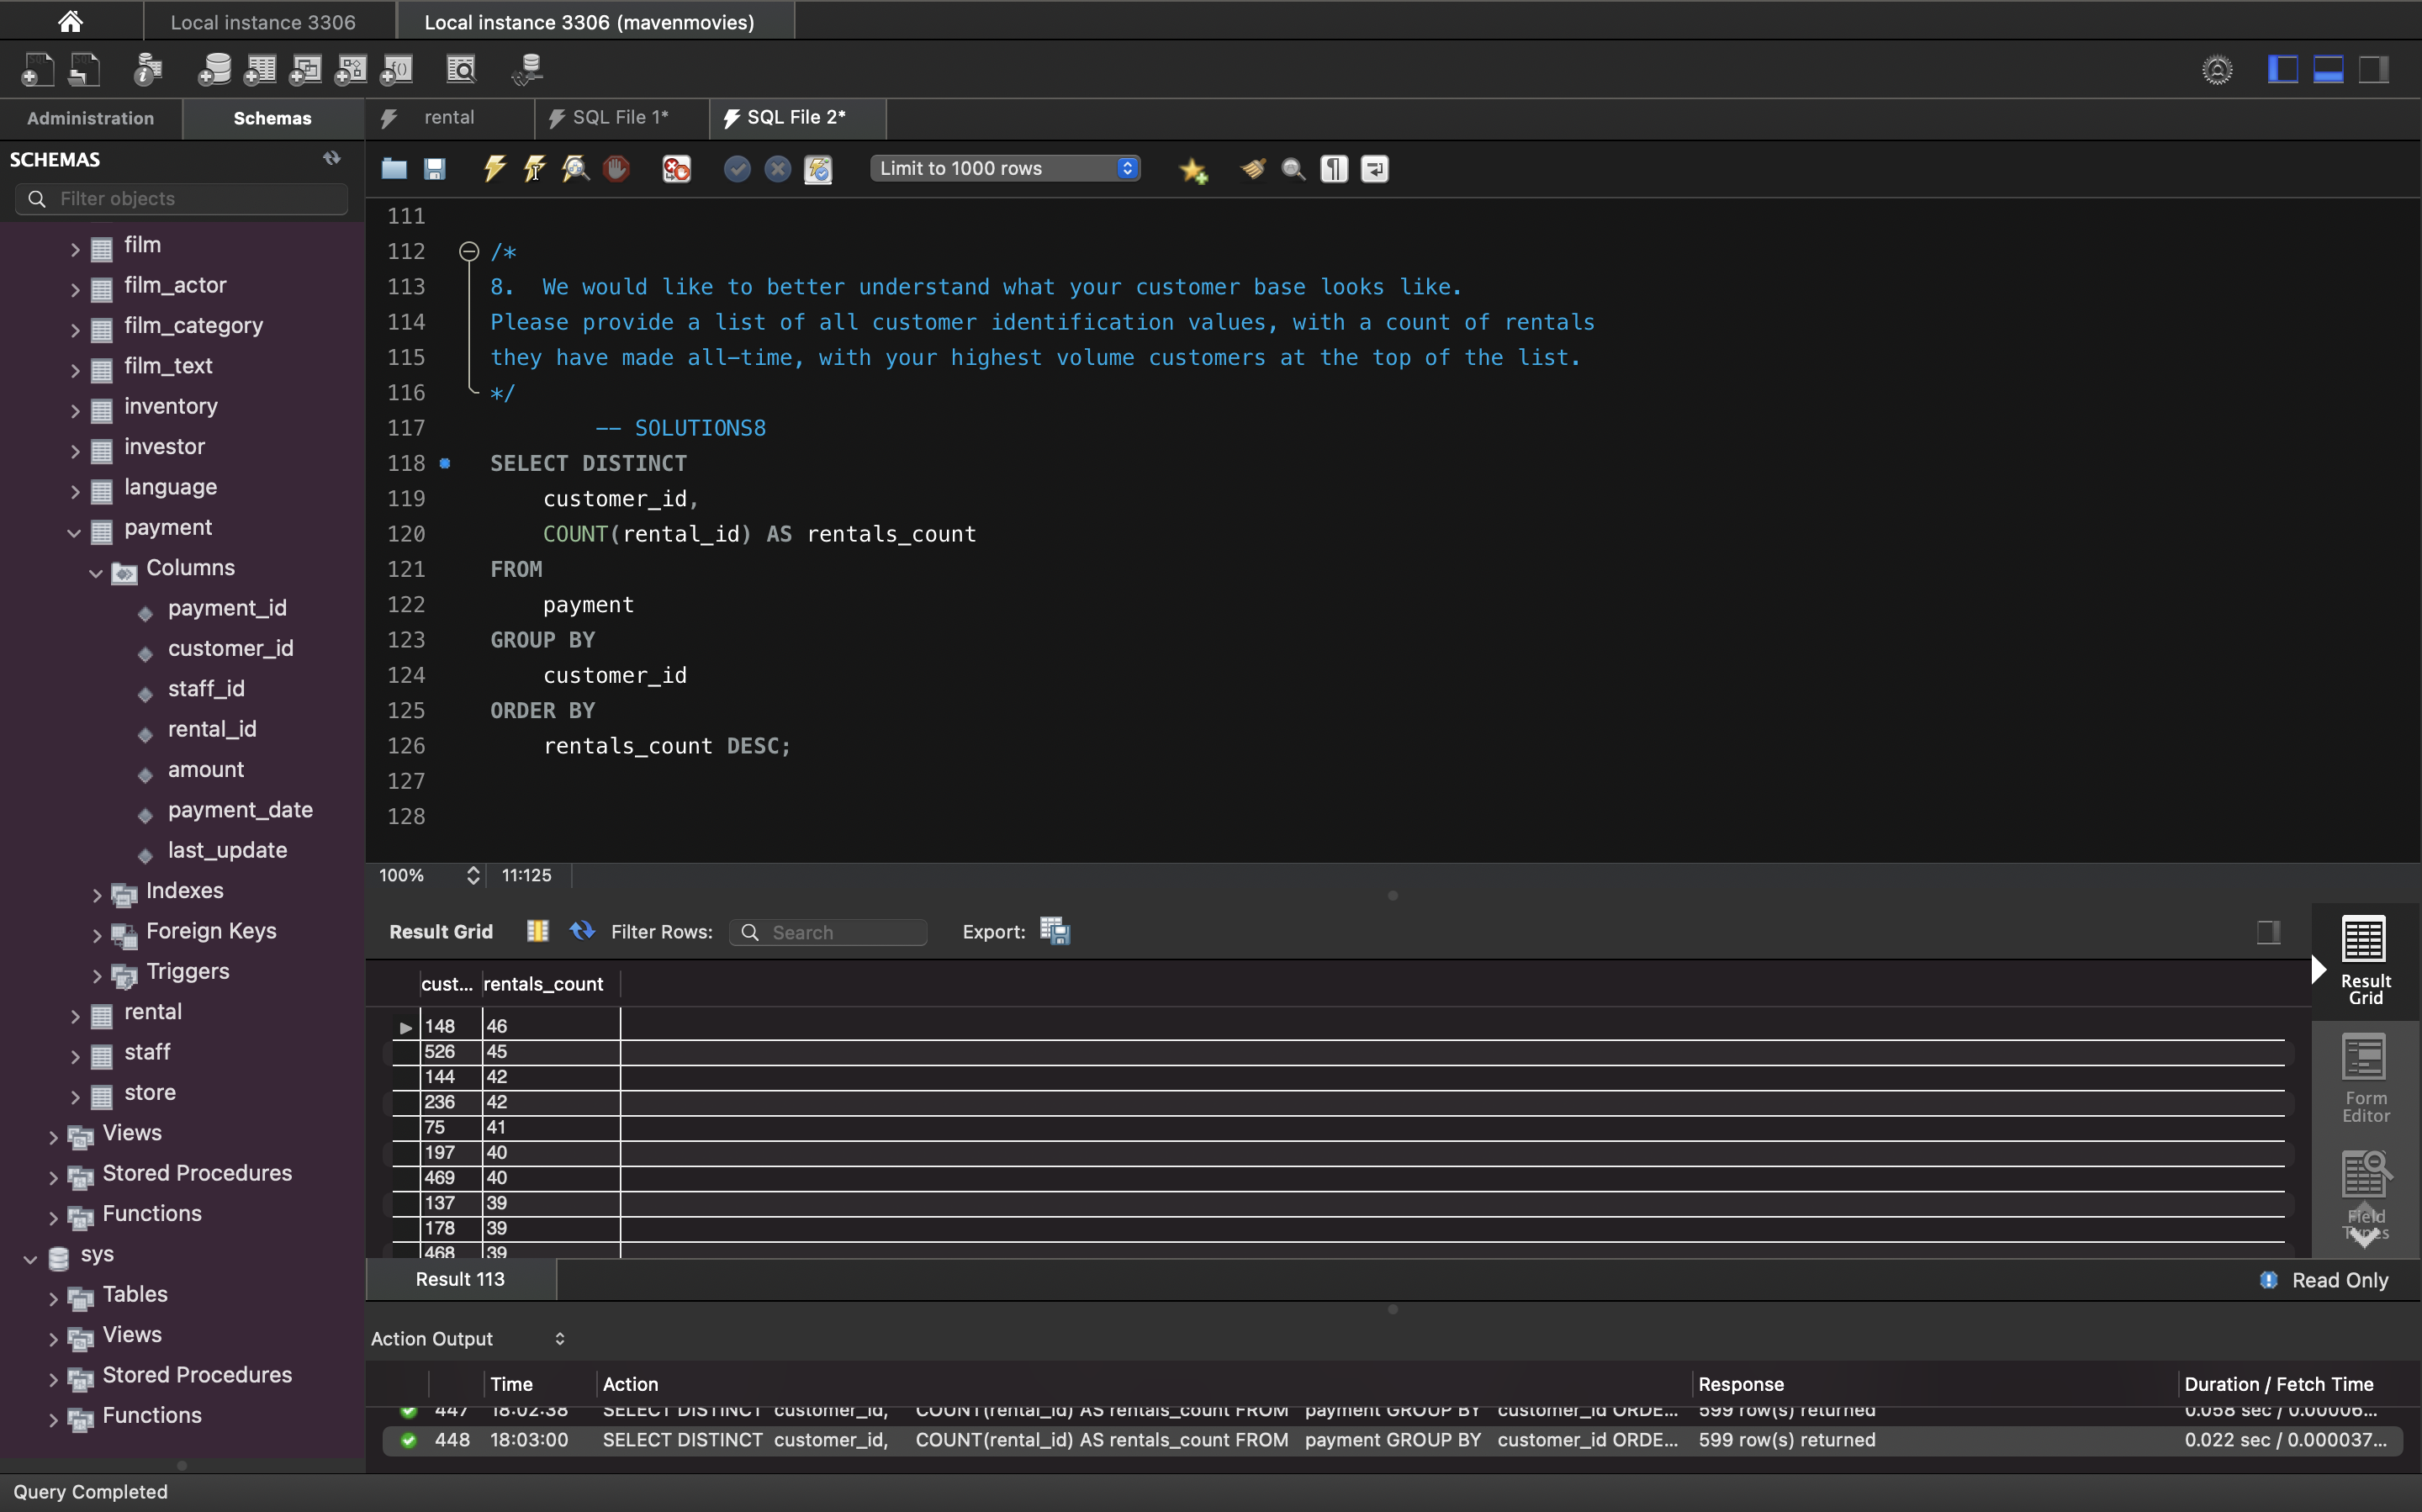 Local instance 3306
Local instance 3306 (mavenmovies)
Administration
Schemas
rental
SQL File 1*
SQL File 2*
SCHEMAS
Filter objects
Limit to 1000 rows
film
film_actor
film_category
film_text
inventory
investor
language
payment
Columns
payment_id
customer_id
staff_id
rental_id
amount
payment_date
last_update
Indexes
Foreign Keys
Triggers
rental
staff
store
Views
Stored Procedures
Functions
sys
Tables
Views
Stored Procedures
Functions
111
112 /*
113 8.  We would like to better understand what your customer base looks like.
114 Please provide a list of all customer identification values, with a count of rentals
115 they have made all-time, with your highest volume customers at the top of the list.
116 */
117 -- SOLUTIONS8
118 SELECT DISTINCT
119 customer_id,
120 COUNT(rental_id) AS rentals_count
121 FROM
122 payment
123 GROUP BY
124 customer_id
125 ORDER BY
126 rentals_count DESC;
127
128
100% 11:125
Result Grid Filter Rows: Search Export:
cust... rentals_count
148 46
526 45
144 42
236 42
75 41
197 40
469 40
137 39
178 39
468 39
Result
Grid
Form
Editor
Field
Types
Result 113
Read Only
Action Output
Time Action Response Duration / Fetch Time
447 18:02:38 SELECT DISTINCT customer_id, COUNT(rental_id) AS rentals_count FROM payment GROUP BY customer_id ORDE... 599 row(s) returned 0.058 sec / 0.00006...
448 18:03:00 SELECT DISTINCT customer_id, COUNT(rental_id) AS rentals_count FROM payment GROUP BY customer_id ORDE... 599 row(s) returned 0.022 sec / 0.000037...
Query Completed